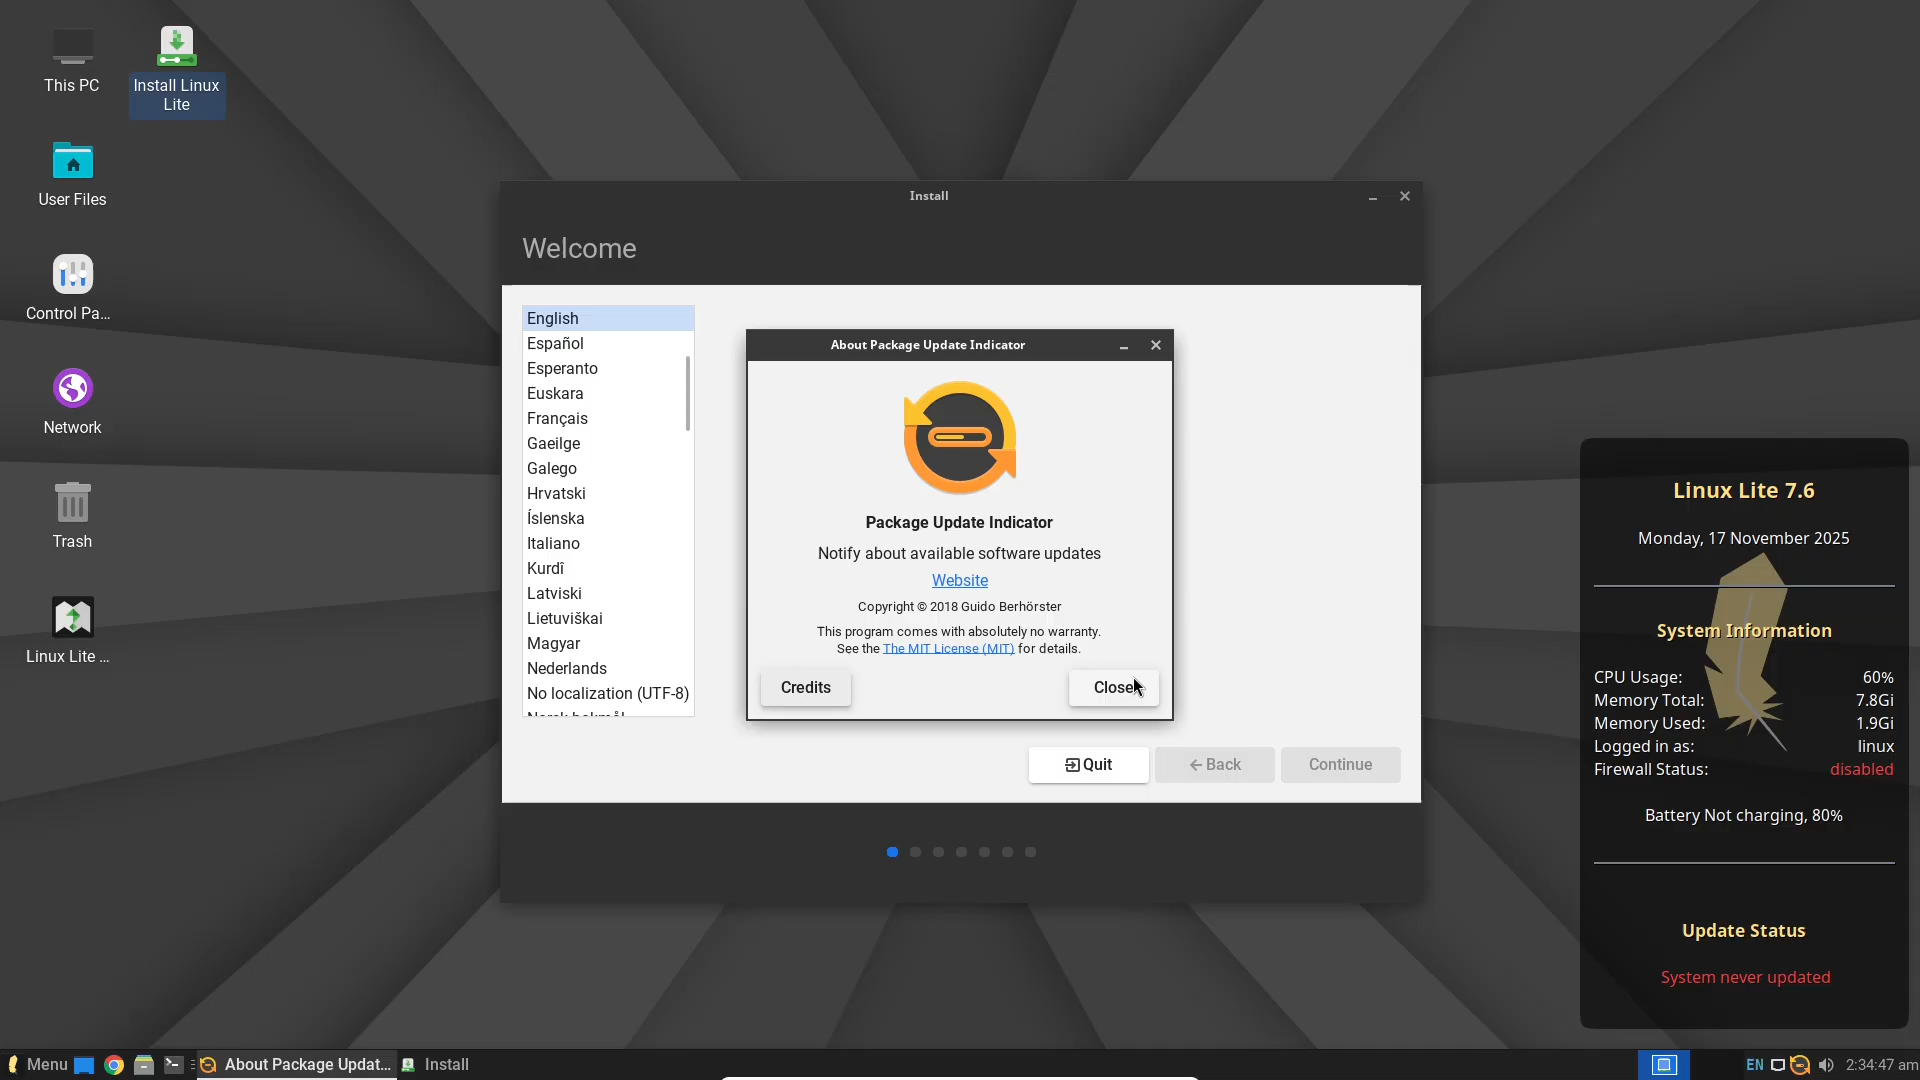 This PC
Install Linux
Lite
User Files
Control Pa...
Network
Trash
Linux Lite ...
Install
Welcome
English
Español
Esperanto
Euskara
Français
Gaeilge
Galego
Hrvatski
Íslenska
Italiano
Kurdî
Latviski
Lietuviškai
Magyar
Nederlands
No localization (UTF-8)
Norsk bokmål
About Package Update Indicator
Package Update Indicator
Notify about available software updates
Website
Copyright © 2018 Guido Berhörster
This program comes with absolutely no warranty.
See the The MIT License (MIT) for details.
Credits
Close
Quit
Back
Continue
Linux Lite 7.6
Monday, 17 November 2025
System Information
CPU Usage: 60%
Memory Total: 7.8Gi
Memory Used: 1.9Gi
Logged in as: linux
Firewall Status: disabled
Battery Not charging, 80%
Update Status
System never updated
Menu
About Package Updat...
Install
EN
2:34:47 am